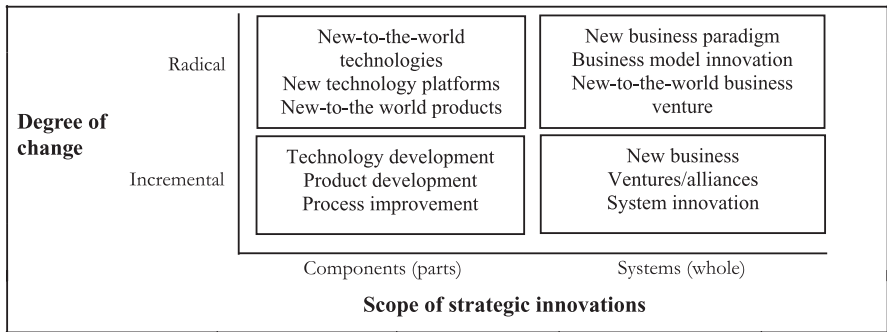 New-to-the-world
technologies
New technology platforms
New-to-the world products
New business paradigm
Business model innovation
New-to-the-world business
venture
Radical
Degree of
change
Technology development
Product development
Process improvement
New business
Ventures/alliances
System innovation
Incremental
Components (parts)
Systems (whole)
Scope of strategic innovations